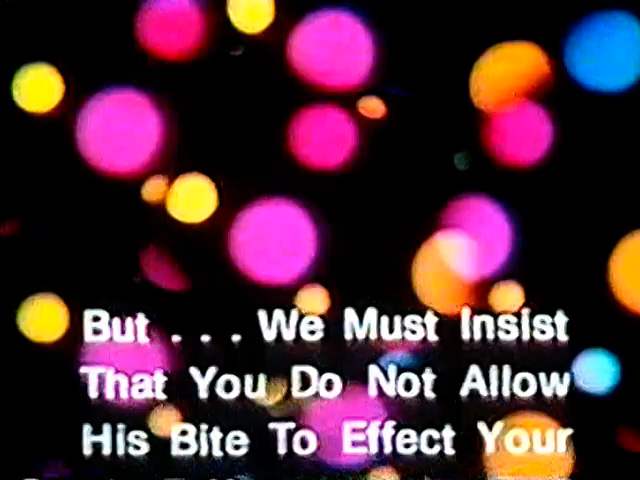 But . . . We Must Insist
That You Do Not Allow
His Bite To Effect Your